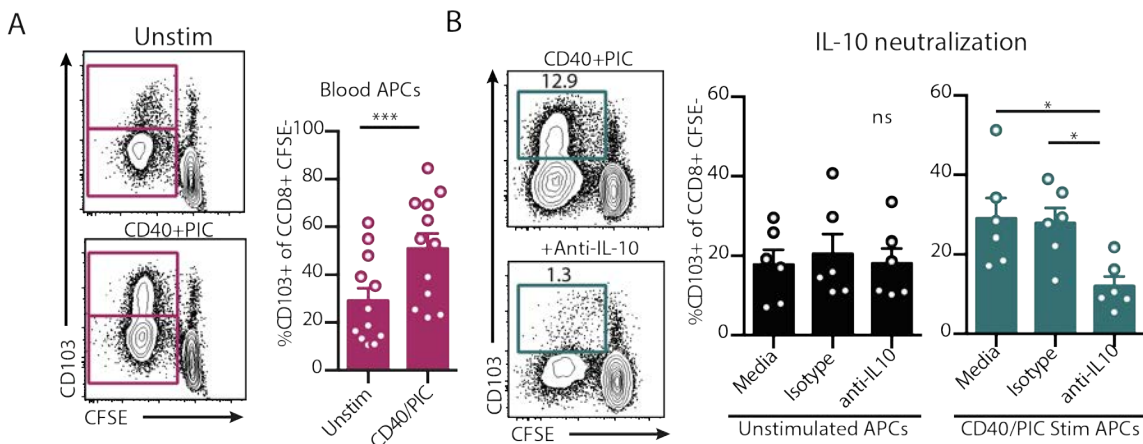 A
Unstim
CD40+PIC
CD103
CFSE
Blood APCs
***
%CD103+ of CCD8+ CFSE-
100
80
60
40
20
0
Unstim
CD40/PIC
B
CD40+PIC
12.9
+Anti-IL-10
1.3
CD103
CFSE
IL-10 neutralization
%CD103+ of CCD8+ CFSE-
60
40
20
0
ns
Media
Isotype
anti-IL10
Unstimulated APCs
60
40
20
0
*
*
Media
Isotype
anti-IL10
CD40/PIC Stim APCs